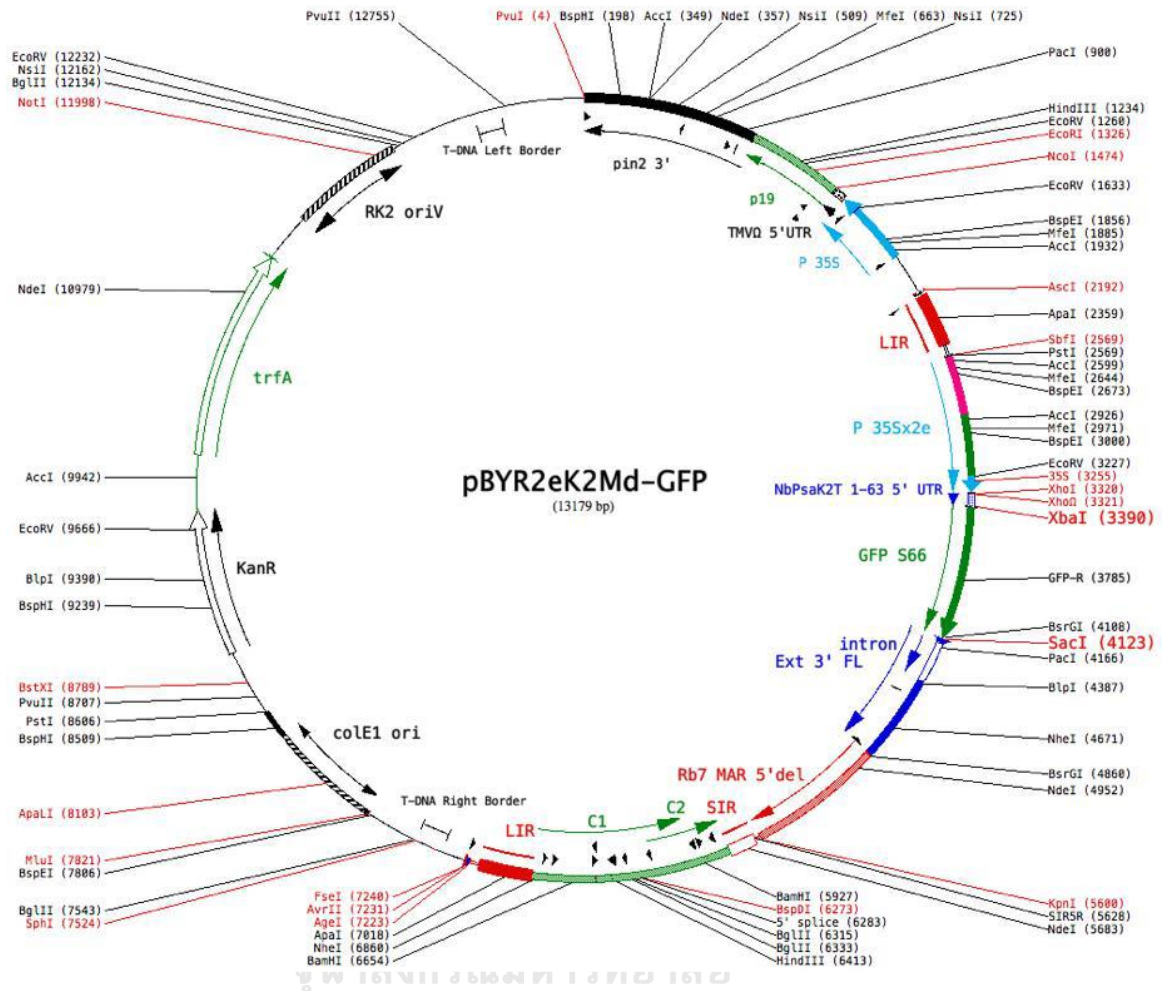 PvuII (12755)
PvuI (4)
BspHI (198)
AccI (349)
NdeI (357)
NsiI (509)
MfeI (663)
NsiI (725)
PacI (900)
HindIII (1234)
EcoRV (1260)
EcoRI (1326)
NcoI (1474)
EcoRV (1633)
BspEI (1856)
MfeI (1885)
AccI (1932)
AscI (2192)
ApaI (2359)
SbfI (2569)
PstI (2569)
AccI (2599)
MfeI (2644)
BspEI (2673)
AccI (2926)
MfeI (2971)
BspEI (3000)
EcoRV (3227)
35S (3255)
XhoI (3320)
XhoΩ (3321)
XbaI (3390)
GFP-R (3785)
BsrGI (4108)
SacI (4123)
PacI (4166)
BlpI (4387)
NheI (4671)
BsrGI (4860)
NdeI (4952)
KpnI (5600)
SIR5R (5628)
NdeI (5683)
BamHI (5927)
BspDI (6273)
5' splice (6283)
BglII (6315)
BglII (6333)
HindIII (6413)
FseI (7240)
AvrII (7231)
AgeI (7223)
ApaI (7018)
NheI (6860)
BamHI (6654)
BglII (7543)
SphI (7524)
MluI (7821)
BspEI (7806)
ApaLI (8103)
BstXI (8789)
PvuII (8707)
PstI (8606)
BspHI (8509)
BspHI (9239)
BlpI (9390)
EcoRV (9666)
AccI (9942)
NdeI (10979)
EcoRV (12232)
NsiI (12162)
BglII (12134)
NotI (11998)
T-DNA Left Border
pin2 3'
p19
TMVΩ 5'UTR
P 35S
LIR
P 35Sx2e
NbPsaK2T 1-63 5' UTR
GFP S66
intron
Ext 3' FL
Rb7 MAR 5'del
SIR
C2
C1
LIR
T-DNA Right Border
colE1 ori
KanR
trfA
RK2 oriV
pBYR2eK2Md-GFP
(13179 bp)